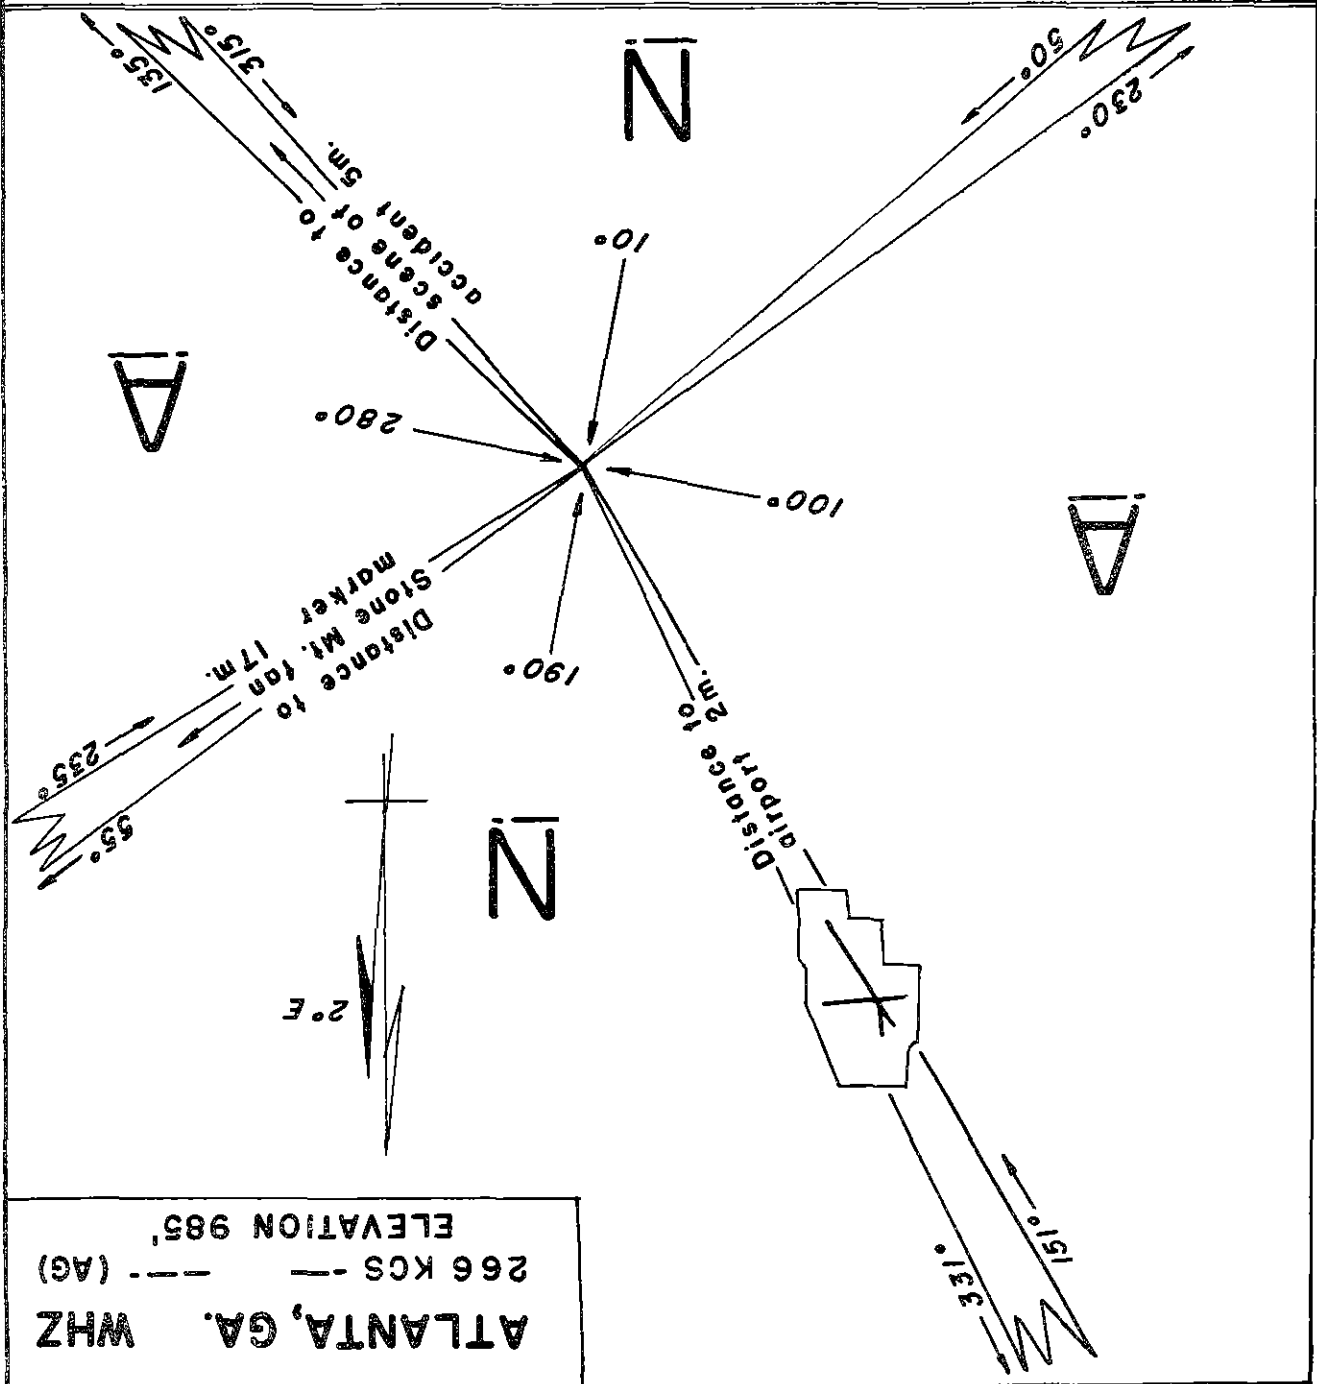 ATLANTA, GA. WHZ
266 KCS ·— ——· (AG)
ELEVATION 985'
331°
151°
2°E
N
55°
235°
Distance to
airport 2m.
Distance to
Stone Mt. fan
marker 17m.
190°
A
100°
280°
A
10°
Distance to
scene of
accident 5m.
N
230°
50°
315°
135°